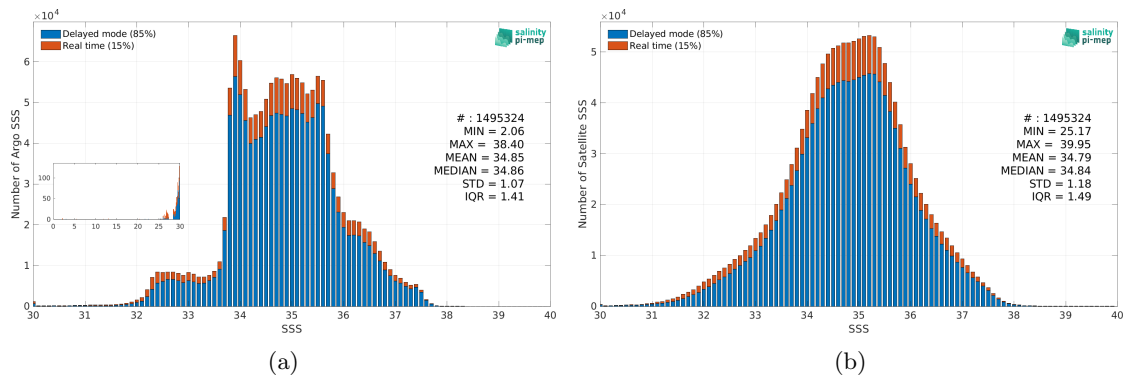 ×10⁴
7
6
5
4
3
2
1
0
Number of Argo SSS
Delayed mode (85%)
Real time (15%)
salinity
pi-mep
# : 1495324
MIN = 2.06
MAX = 38.40
MEAN = 34.85
MEDIAN = 34.86
STD = 1.07
IQR = 1.41
100
50
0
0 5 10 15 20 25 30
30 31 32 33 34 35 36 37 38 39 40
SSS
(a)
×10⁴
5
4
3
2
1
0
Number of Satellite SSS
Delayed mode (85%)
Real time (15%)
salinity
pi-mep
# : 1495324
MIN = 25.17
MAX = 39.95
MEAN = 34.79
MEDIAN = 34.84
STD = 1.18
IQR = 1.49
30 31 32 33 34 35 36 37 38 39 40
SSS
(b)